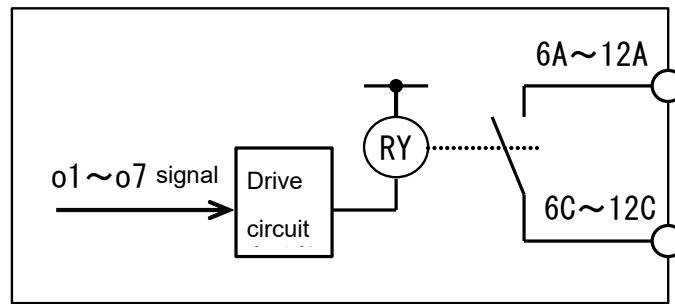 6A～12A
RY
o1～o7 signal
Drive
circuit
6C～12C